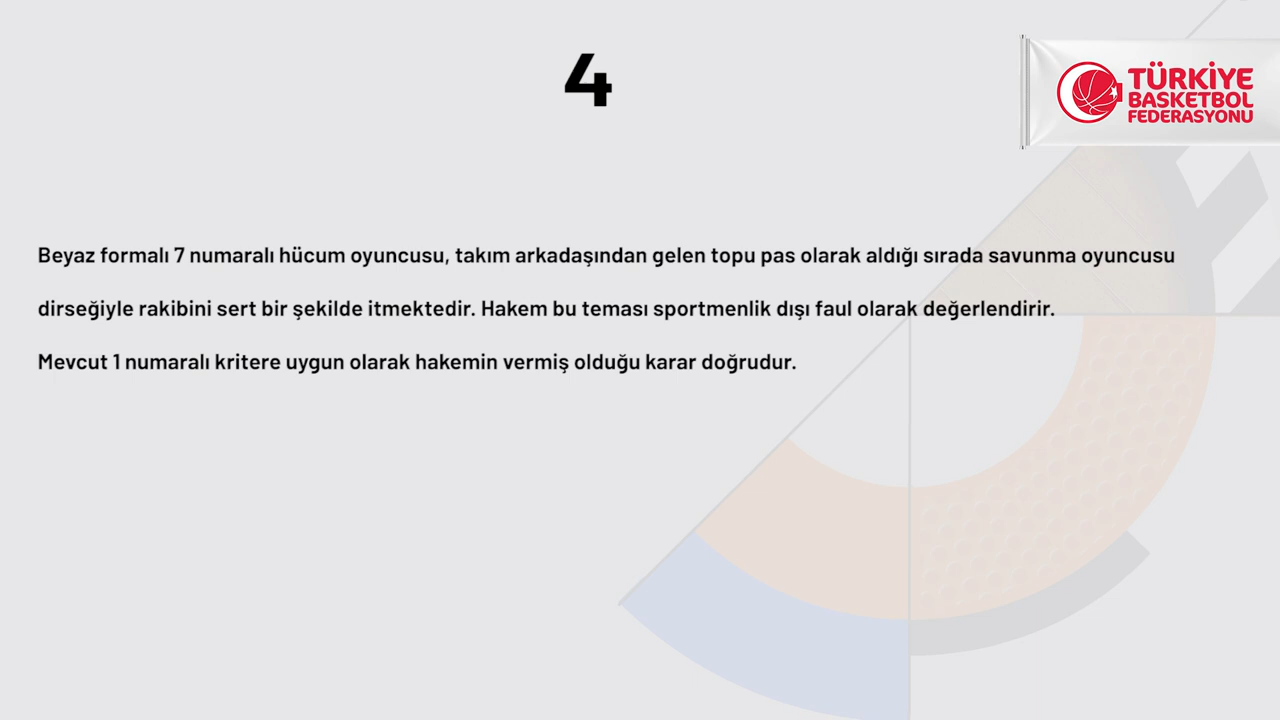 4
TÜRKİYE
BASKETBOL
FEDERASYONU
Beyaz formalı 7 numaralı hücum oyuncusu, takım arkadaşından gelen topu pas olarak aldığı sırada savunma oyuncusu
dirseğiyle rakibini sert bir şekilde itmektedir. Hakem bu teması sportmenlik dışı faul olarak değerlendirir.
Mevcut 1 numaralı kritere uygun olarak hakemin vermiş olduğu karar doğrudur.